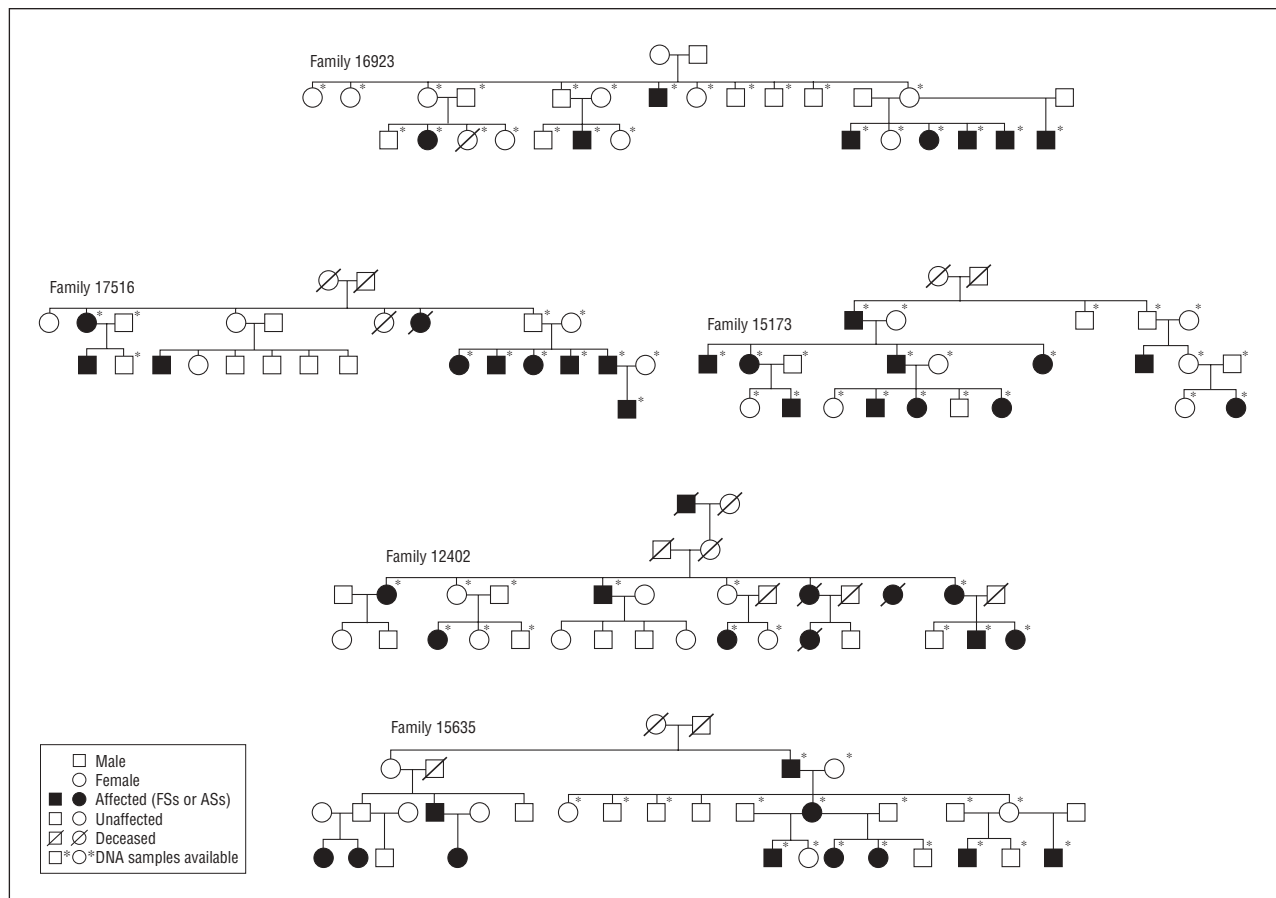 Family 16923
Family 17516
Family 15173
Family 12402
Family 15635
Male
Female
Affected (FSs or ASs)
Unaffected
Deceased
* * DNA samples available